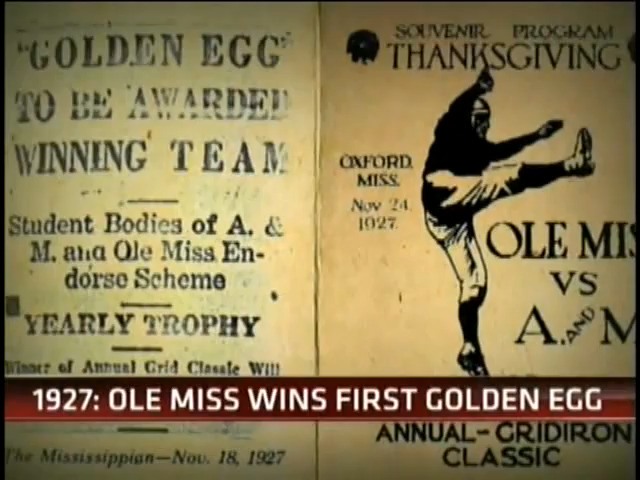 "GOLDEN EGG"
TO BE AWARDED
WINNING TEAM
Student Bodies of A. &
M. and Ole Miss En-
dorse Scheme
YEARLY TROPHY
Winner of Annual Grid Classic Will
The Mississippian—Nov. 18, 1927
SOUVENIR PROGRAM
THANKSGIVING
OXFORD,
MISS.
Nov 24,
1927.
OLE MIS
VS
A. AND M
ANNUAL-GRIDIRON
CLASSIC
1927: OLE MISS WINS FIRST GOLDEN EGG